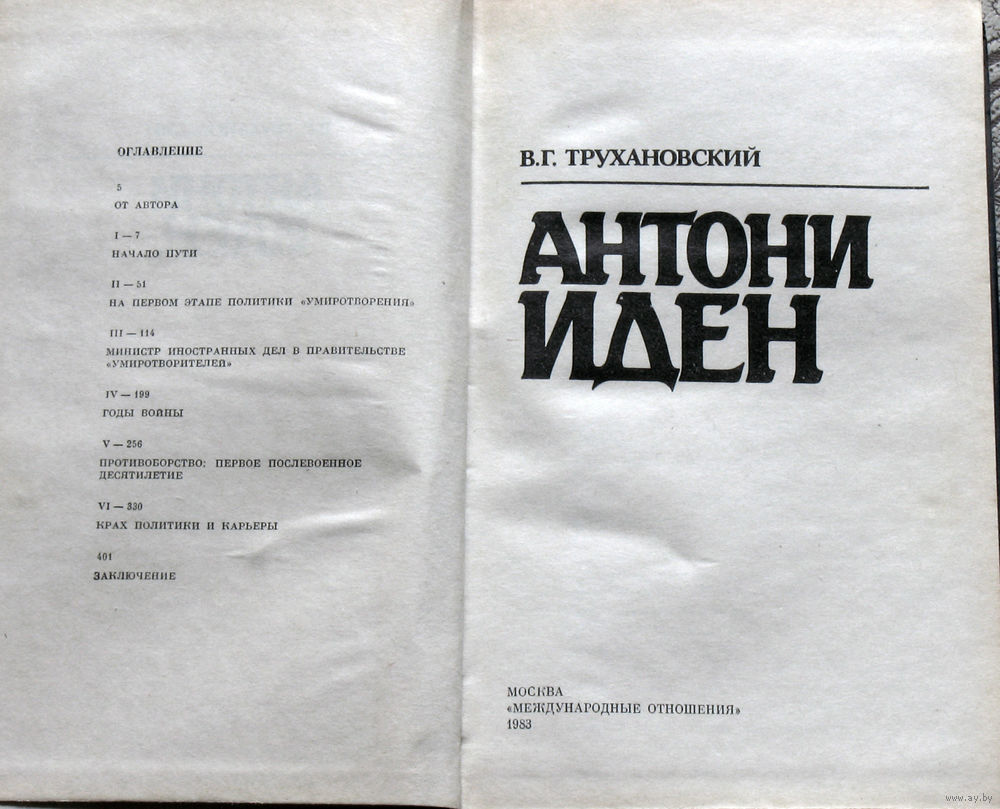 ОГЛАВЛЕНИЕ
5
ОТ АВТОРА
I — 7
НАЧАЛО ПУТИ
II — 51
НА ПЕРВОМ ЭТАПЕ ПОЛИТИКИ «УМИРОТВОРЕНИЯ»
III — 114
МИНИСТР ИНОСТРАННЫХ ДЕЛ В ПРАВИТЕЛЬСТВЕ
«УМИРОТВОРИТЕЛЕЙ»
IV — 199
ГОДЫ ВОЙНЫ
V — 256
ПРОТИВОБОРСТВО: ПЕРВОЕ ПОСЛЕВОЕННОЕ
ДЕСЯТИЛЕТИЕ
VI — 330
КРАХ ПОЛИТИКИ И КАРЬЕРЫ
401
ЗАКЛЮЧЕНИЕ
В.Г. ТРУХАНОВСКИЙ
АНТОНИ
ИДЕН
МОСКВА
«МЕЖДУНАРОДНЫЕ ОТНОШЕНИЯ»
1983
www.ay.by